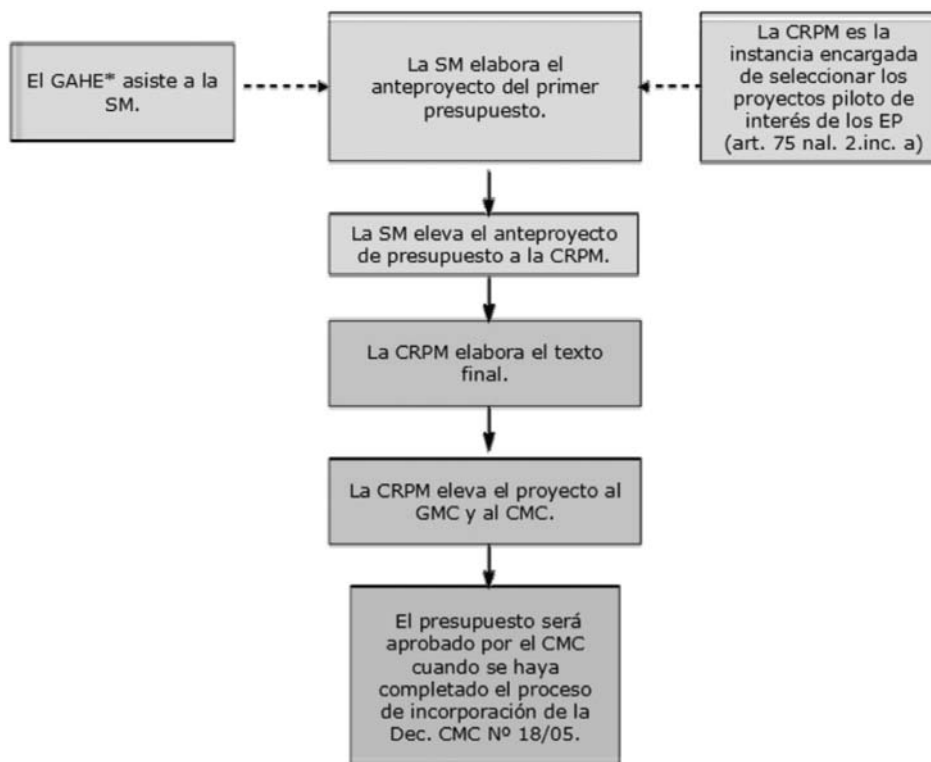 El GAHE* asiste a la
SM.
La SM elabora el
anteproyecto del primer
presupuesto.
La CRPM es la
instancia encargada
de seleccionar los
proyectos piloto de
interés de los EP
(art. 75 nal. 2.inc. a)
La SM eleva el anteproyecto
de presupuesto a la CRPM.
La CRPM elabora el texto
final.
La CRPM eleva el proyecto al
GMC y al CMC.
El presupuesto será
aprobado por el CMC
cuando se haya
completado el proceso
de incorporación de la
Dec. CMC Nº 18/05.